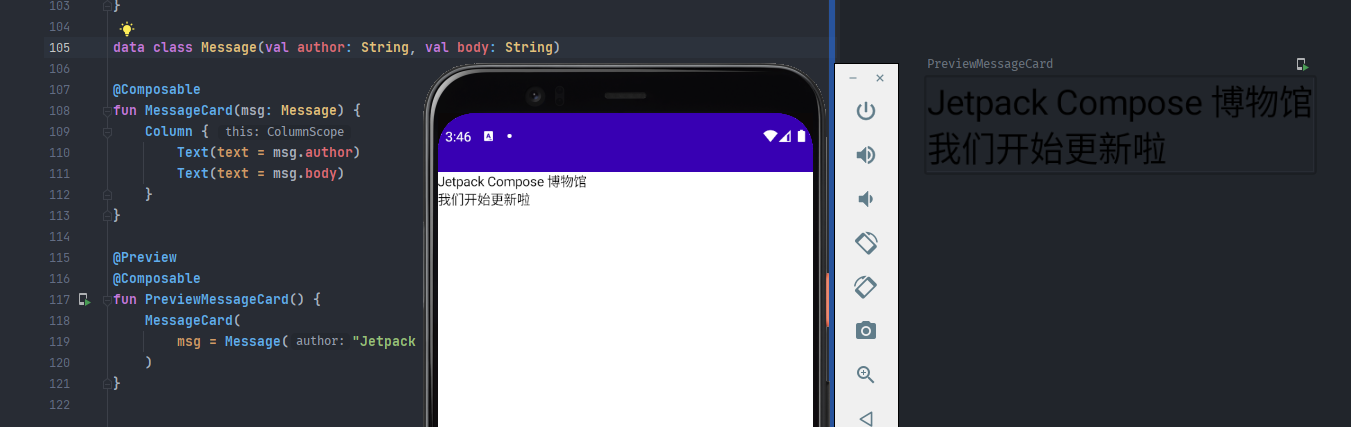 103 }
104
105 data class Message(val author: String, val body: String)
106
107 @Composable
108 fun MessageCard(msg: Message) {
109 Column { this: ColumnScope
110 Text(text = msg.author)
111 Text(text = msg.body)
112 }
113 }
114
115 @Preview
116 @Composable
117 fun PreviewMessageCard() {
118 MessageCard(
119 msg = Message( author: "Jetpack
120 )
121 }
122
3:46 A
Jetpack Compose 博物馆
我们开始更新啦
PreviewMessageCard
Jetpack Compose 博物馆
我们开始更新啦